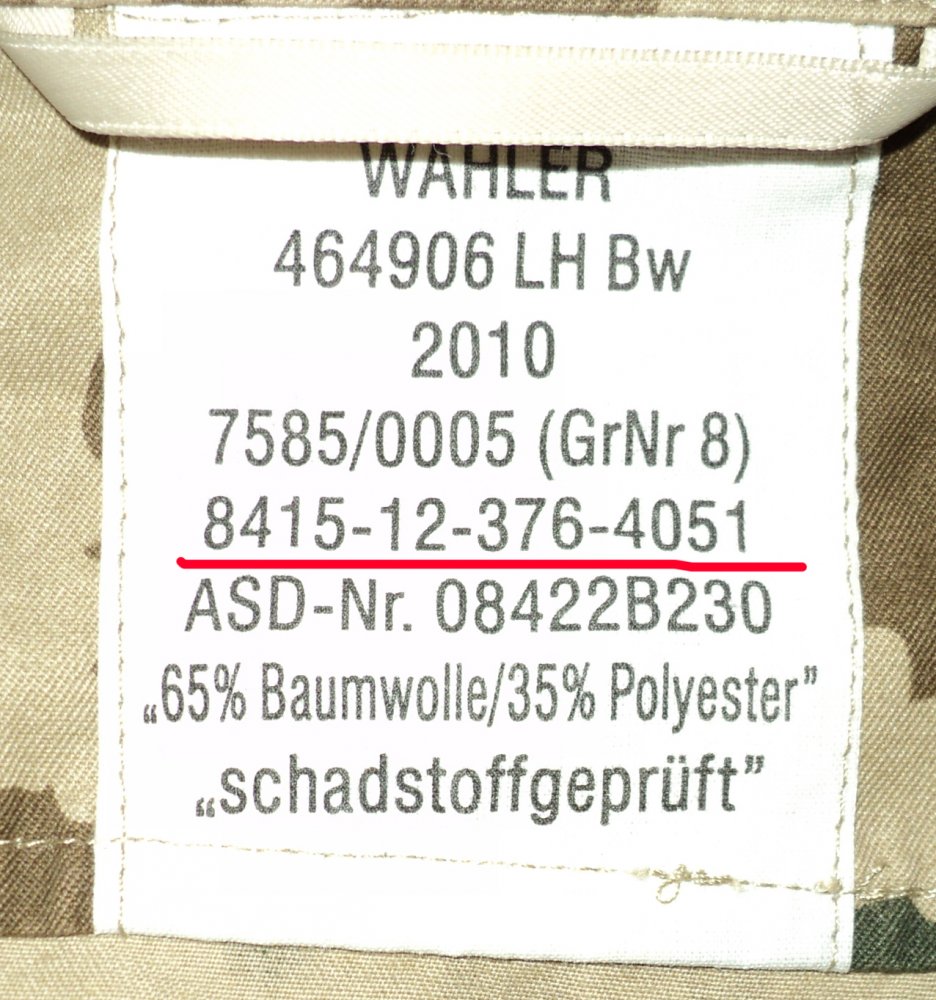 WAHLER
464906 LH Bw
2010
7585/0005 (GrNr 8)
8415-12-376-4051
ASD-Nr. 08422B230
„65% Baumwolle/35% Polyester”
„schadstoffgeprüft”